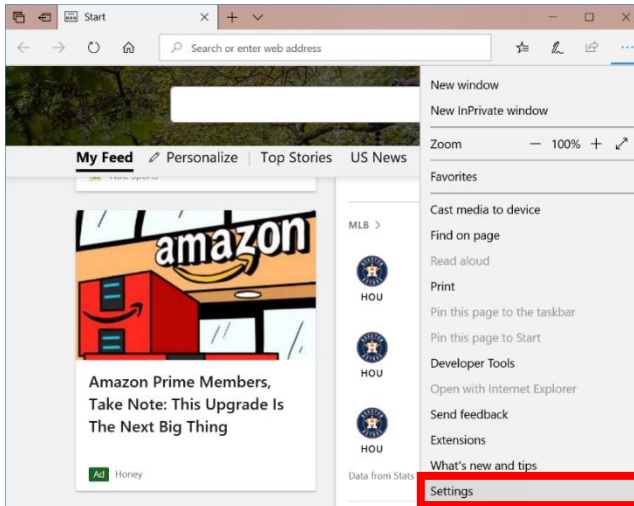 Start
Search or enter web address
My Feed Personalize Top Stories US News
amazon
Amazon Prime Members,
Take Note: This Upgrade Is
The Next Big Thing
Ad Honey
MLB >
HOU
HOU
HOU
Data from Stats
New window
New InPrivate window
Zoom — 100% +
Favorites
Cast media to device
Find on page
Read aloud
Print
Pin this page to the taskbar
Pin this page to Start
Developer Tools
Open with Internet Explorer
Send feedback
Extensions
What's new and tips
Settings